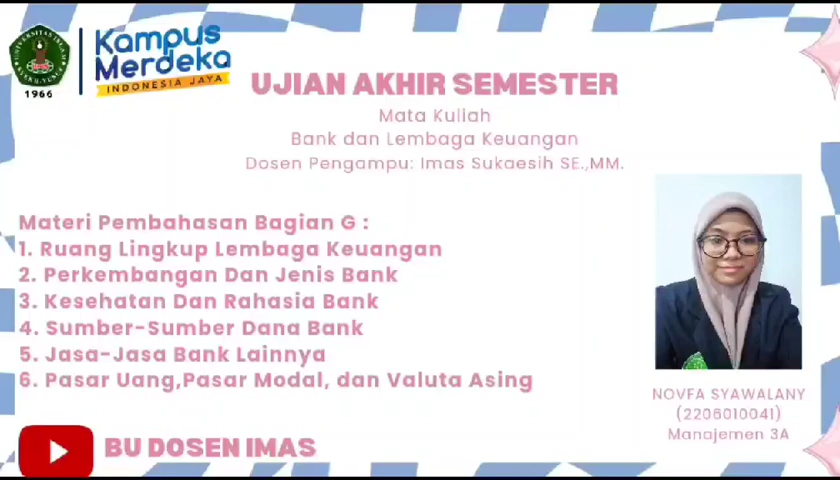 Kampus
Merdeka
INDONESIA JAYA
1966
UJIAN AKHIR SEMESTER
Mata Kuliah
Bank dan Lembaga Keuangan
Dosen Pengampu: Imas Sukaesih SE.,MM.
Materi Pembahasan Bagian G :
1. Ruang Lingkup Lembaga Keuangan
2. Perkembangan Dan Jenis Bank
3. Kesehatan Dan Rahasia Bank
4. Sumber-Sumber Dana Bank
5. Jasa-Jasa Bank Lainnya
6. Pasar Uang,Pasar Modal, dan Valuta Asing
NOVFA SYAWALANY
(2206010041)
Manajemen 3A
BU DOSEN IMAS